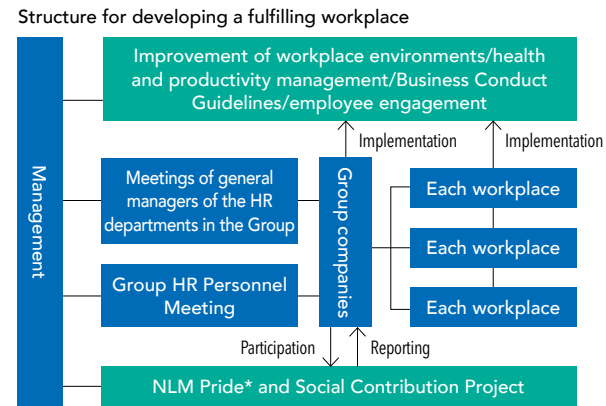 Structure for developing a fulfilling workplace
Improvement of workplace environments/health
and productivity management/Business Conduct
Guidelines/employee engagement
Implementation
Implementation
Management
Meetings of general
managers of the HR
departments in the Group
Group companies
Each workplace
Each workplace
Each workplace
Group HR Personnel
Meeting
Participation
Reporting
NLM Pride* and Social Contribution Project